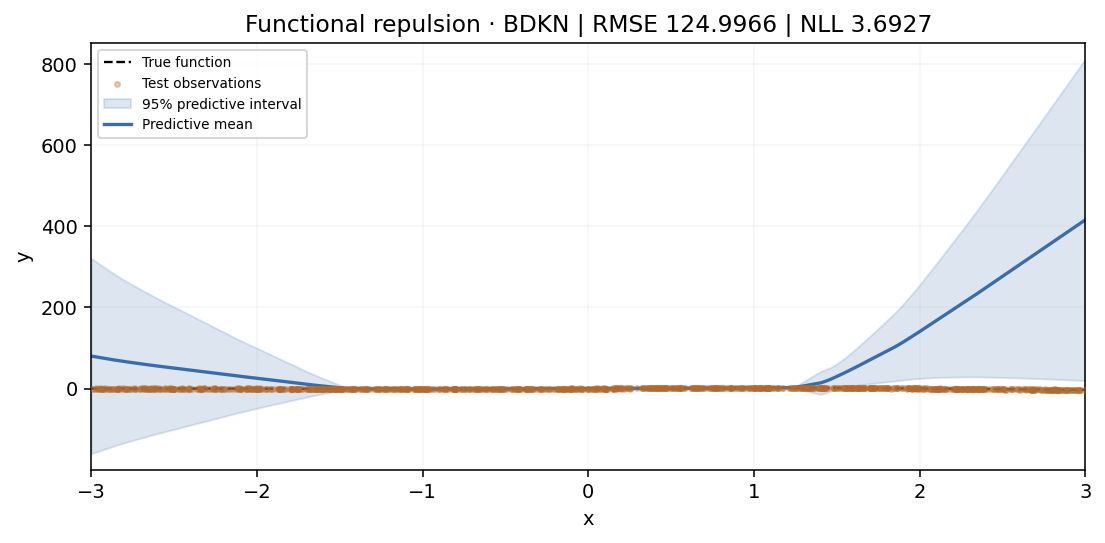 Functional repulsion · BDKN | RMSE 124.9966 | NLL 3.6927
True function
Test observations
95% predictive interval
Predictive mean
800
600
400
200
0
y
−3
−2
−1
0
1
2
3
x